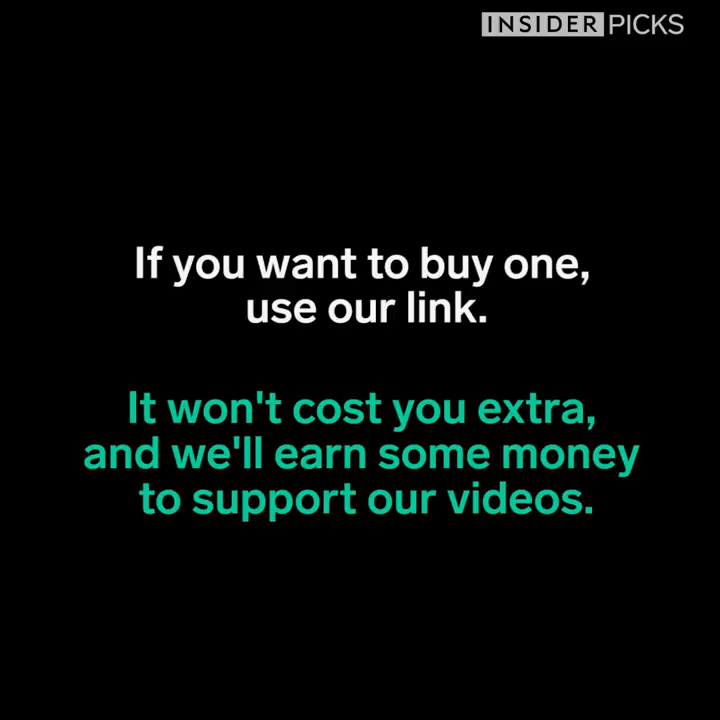 INSIDER PICKS
If you want to buy one,
use our link.
It won't cost you extra,
and we'll earn some money
to support our videos.